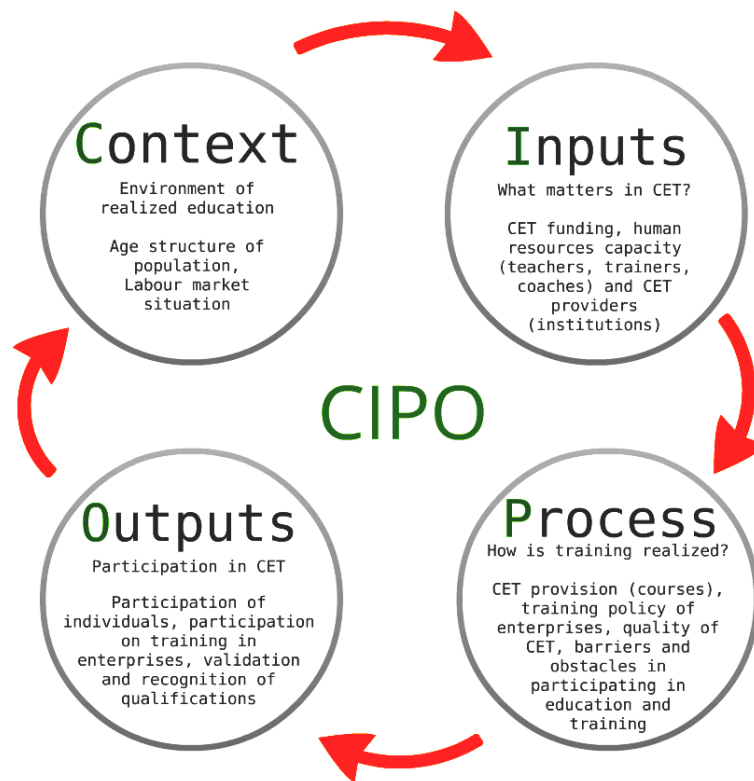 Context
Environment of
realized education
Age structure of
population,
Labour market
situation
Inputs
What matters in CET?
CET funding, human
resources capacity
(teachers, trainers,
coaches) and CET
providers
(institutions)
CIPO
Outputs
Participation in CET
Participation of
individuals, participation
on training in
enterprises, validation
and recognition of
qualifications
Process
How is training realized?
CET provision (courses),
training policy of
enterprises, quality of
CET, barriers and
obstacles in
participating in
education and
training